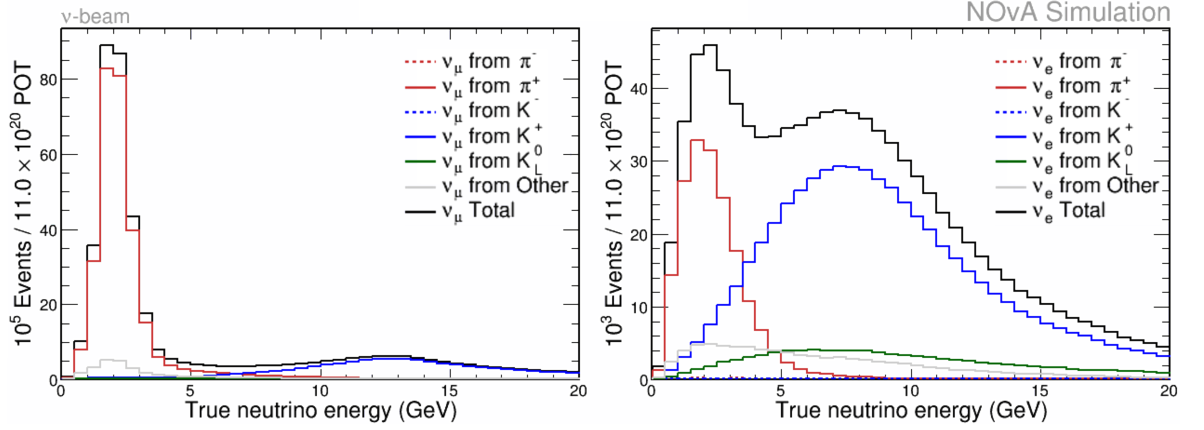 ν-beam
NOνA Simulation
10⁵ Events / 11.0 × 10²⁰ POT
80
60
40
20
0
ν_μ from π⁻
ν_μ from π⁺
ν_μ from K⁻
ν_μ from K⁺
ν_μ from K⁰_L
ν_μ from Other
ν_μ Total
0 5 10 15 20
True neutrino energy (GeV)
10³ Events / 11.0 × 10²⁰ POT
40
30
20
10
0
ν_e from π⁻
ν_e from π⁺
ν_e from K⁻
ν_e from K⁺
ν_e from K⁰_L
ν_e from Other
ν_e Total
0 5 10 15 20
True neutrino energy (GeV)